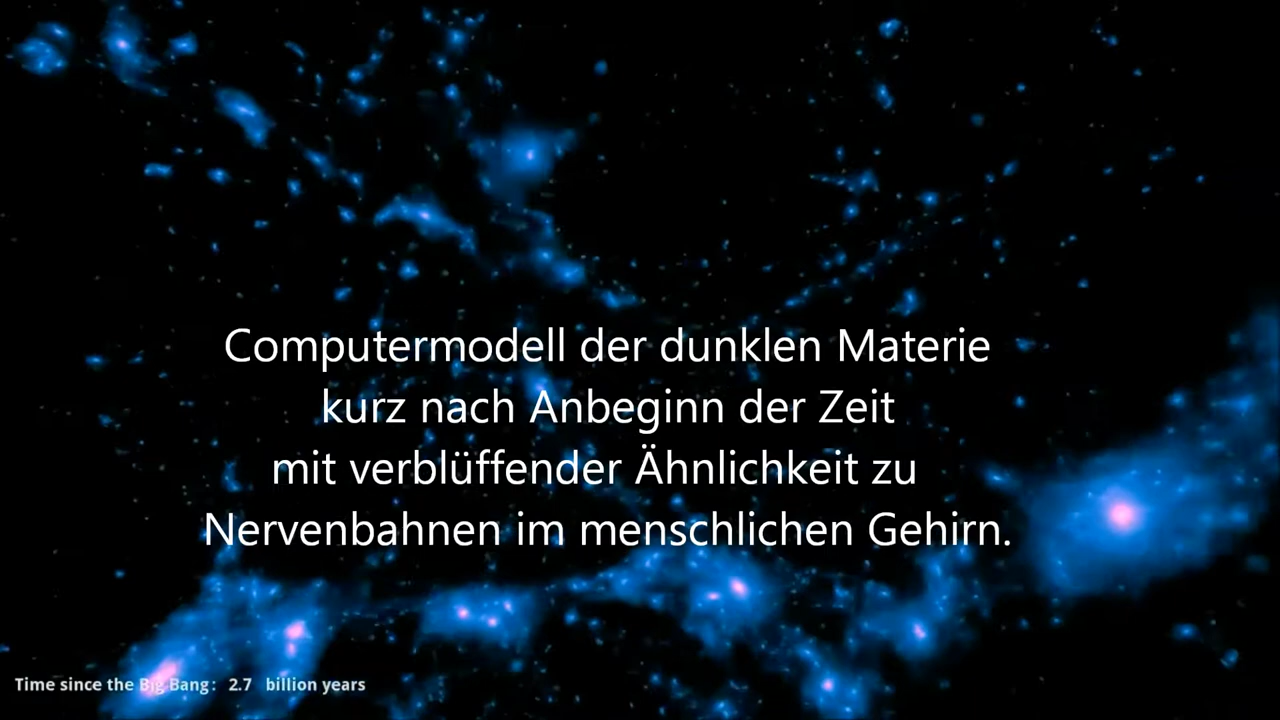 Computermodell der dunklen Materie
kurz nach Anbeginn der Zeit
mit verblüffender Ähnlichkeit zu
Nervenbahnen im menschlichen Gehirn.
Time since the Big Bang: 2.7 billion years